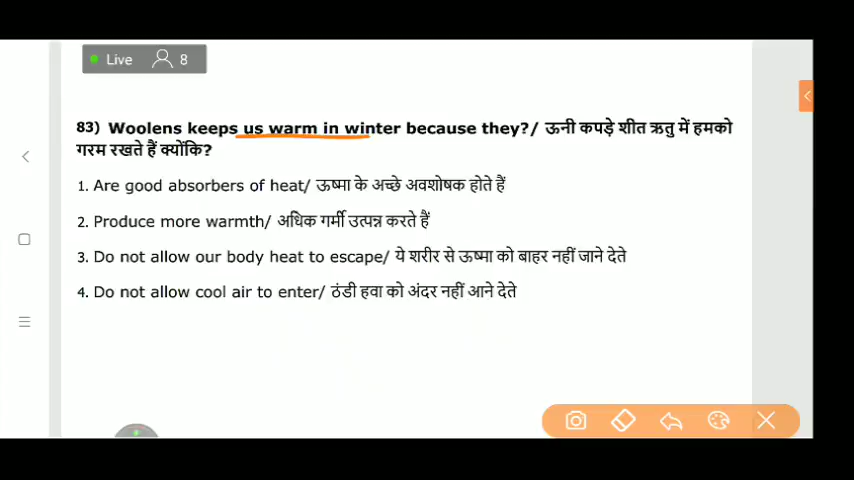 Live 8
83) Woolens keeps us warm in winter because they?/ ऊनी कपड़े शीत ऋतु में हमको
गरम रखते हैं क्योंकि?
1. Are good absorbers of heat/ ऊष्मा के अच्छे अवशोषक होते हैं
2. Produce more warmth/ अधिक गर्मी उत्पन्न करते हैं
3. Do not allow our body heat to escape/ ये शरीर से ऊष्मा को बाहर नहीं जाने देते
4. Do not allow cool air to enter/ ठंडी हवा को अंदर नहीं आने देते